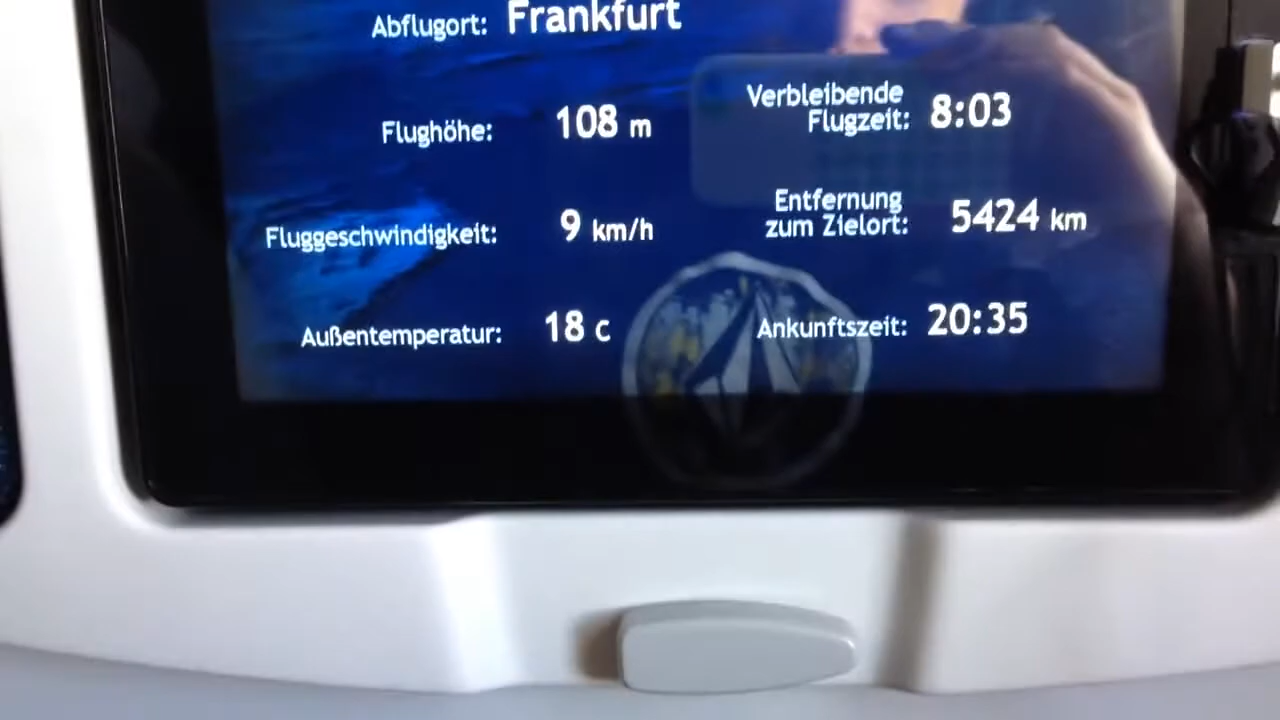 Abflugort: Frankfurt
Flughöhe: 108 m
Verbleibende
Flugzeit: 8:03
Fluggeschwindigkeit: 9 km/h
Entfernung
zum Zielort: 5424 km
Außentemperatur: 18 C
Ankunftszeit: 20:35